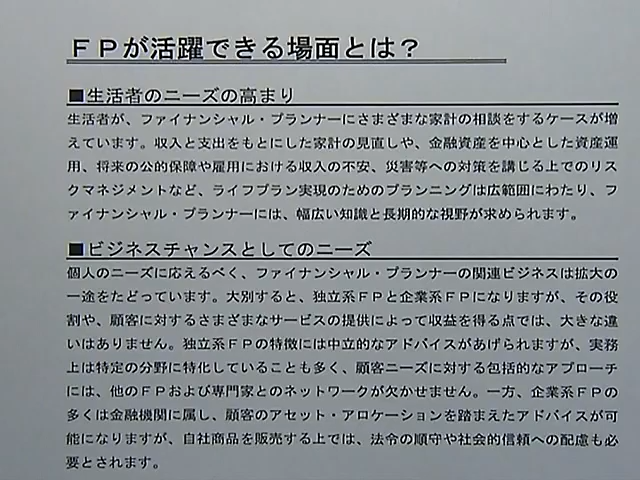 ＦＰが活躍できる場面とは？
■生活者のニーズの高まり
生活者が、ファイナンシャル・プランナーにさまざまな家計の相談をするケースが増
えています。収入と支出をもとにした家計の見直しや、金融資産を中心とした資産運
用、将来の公的保障や雇用における収入の不安、災害等への対策を講じる上でのリス
クマネジメントなど、ライフプラン実現のためのプランニングは広範囲にわたり、フ
ァイナンシャル・プランナーには、幅広い知識と長期的な視野が求められます。
■ビジネスチャンスとしてのニーズ
個人のニーズに応えるべく、ファイナンシャル・プランナーの関連ビジネスは拡大の
一途をたどっています。大別すると、独立系ＦＰと企業系ＦＰになりますが、その役
割や、顧客に対するさまざまなサービスの提供によって収益を得る点では、大きな違
いはありません。独立系ＦＰの特徴には中立的なアドバイスがあげられますが、実務
上は特定の分野に特化していることも多く、顧客ニーズに対する包括的なアプローチ
には、他のＦＰおよび専門家とのネットワークが欠かせません。一方、企業系ＦＰの
多くは金融機関に属し、顧客のアセット・アロケーションを踏まえたアドバイスが可
能になりますが、自社商品を販売する上では、法令の順守や社会的信頼への配慮も必
要とされます。